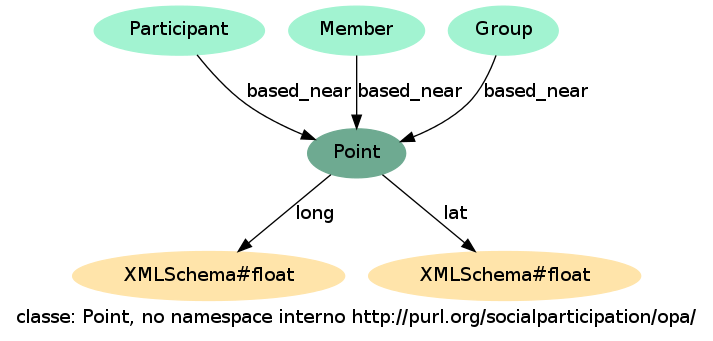 Participant Member Group
based_near based_near based_near
Point
long lat
XMLSchema#float XMLSchema#float
classe: Point, no namespace interno http://purl.org/socialparticipation/opa/